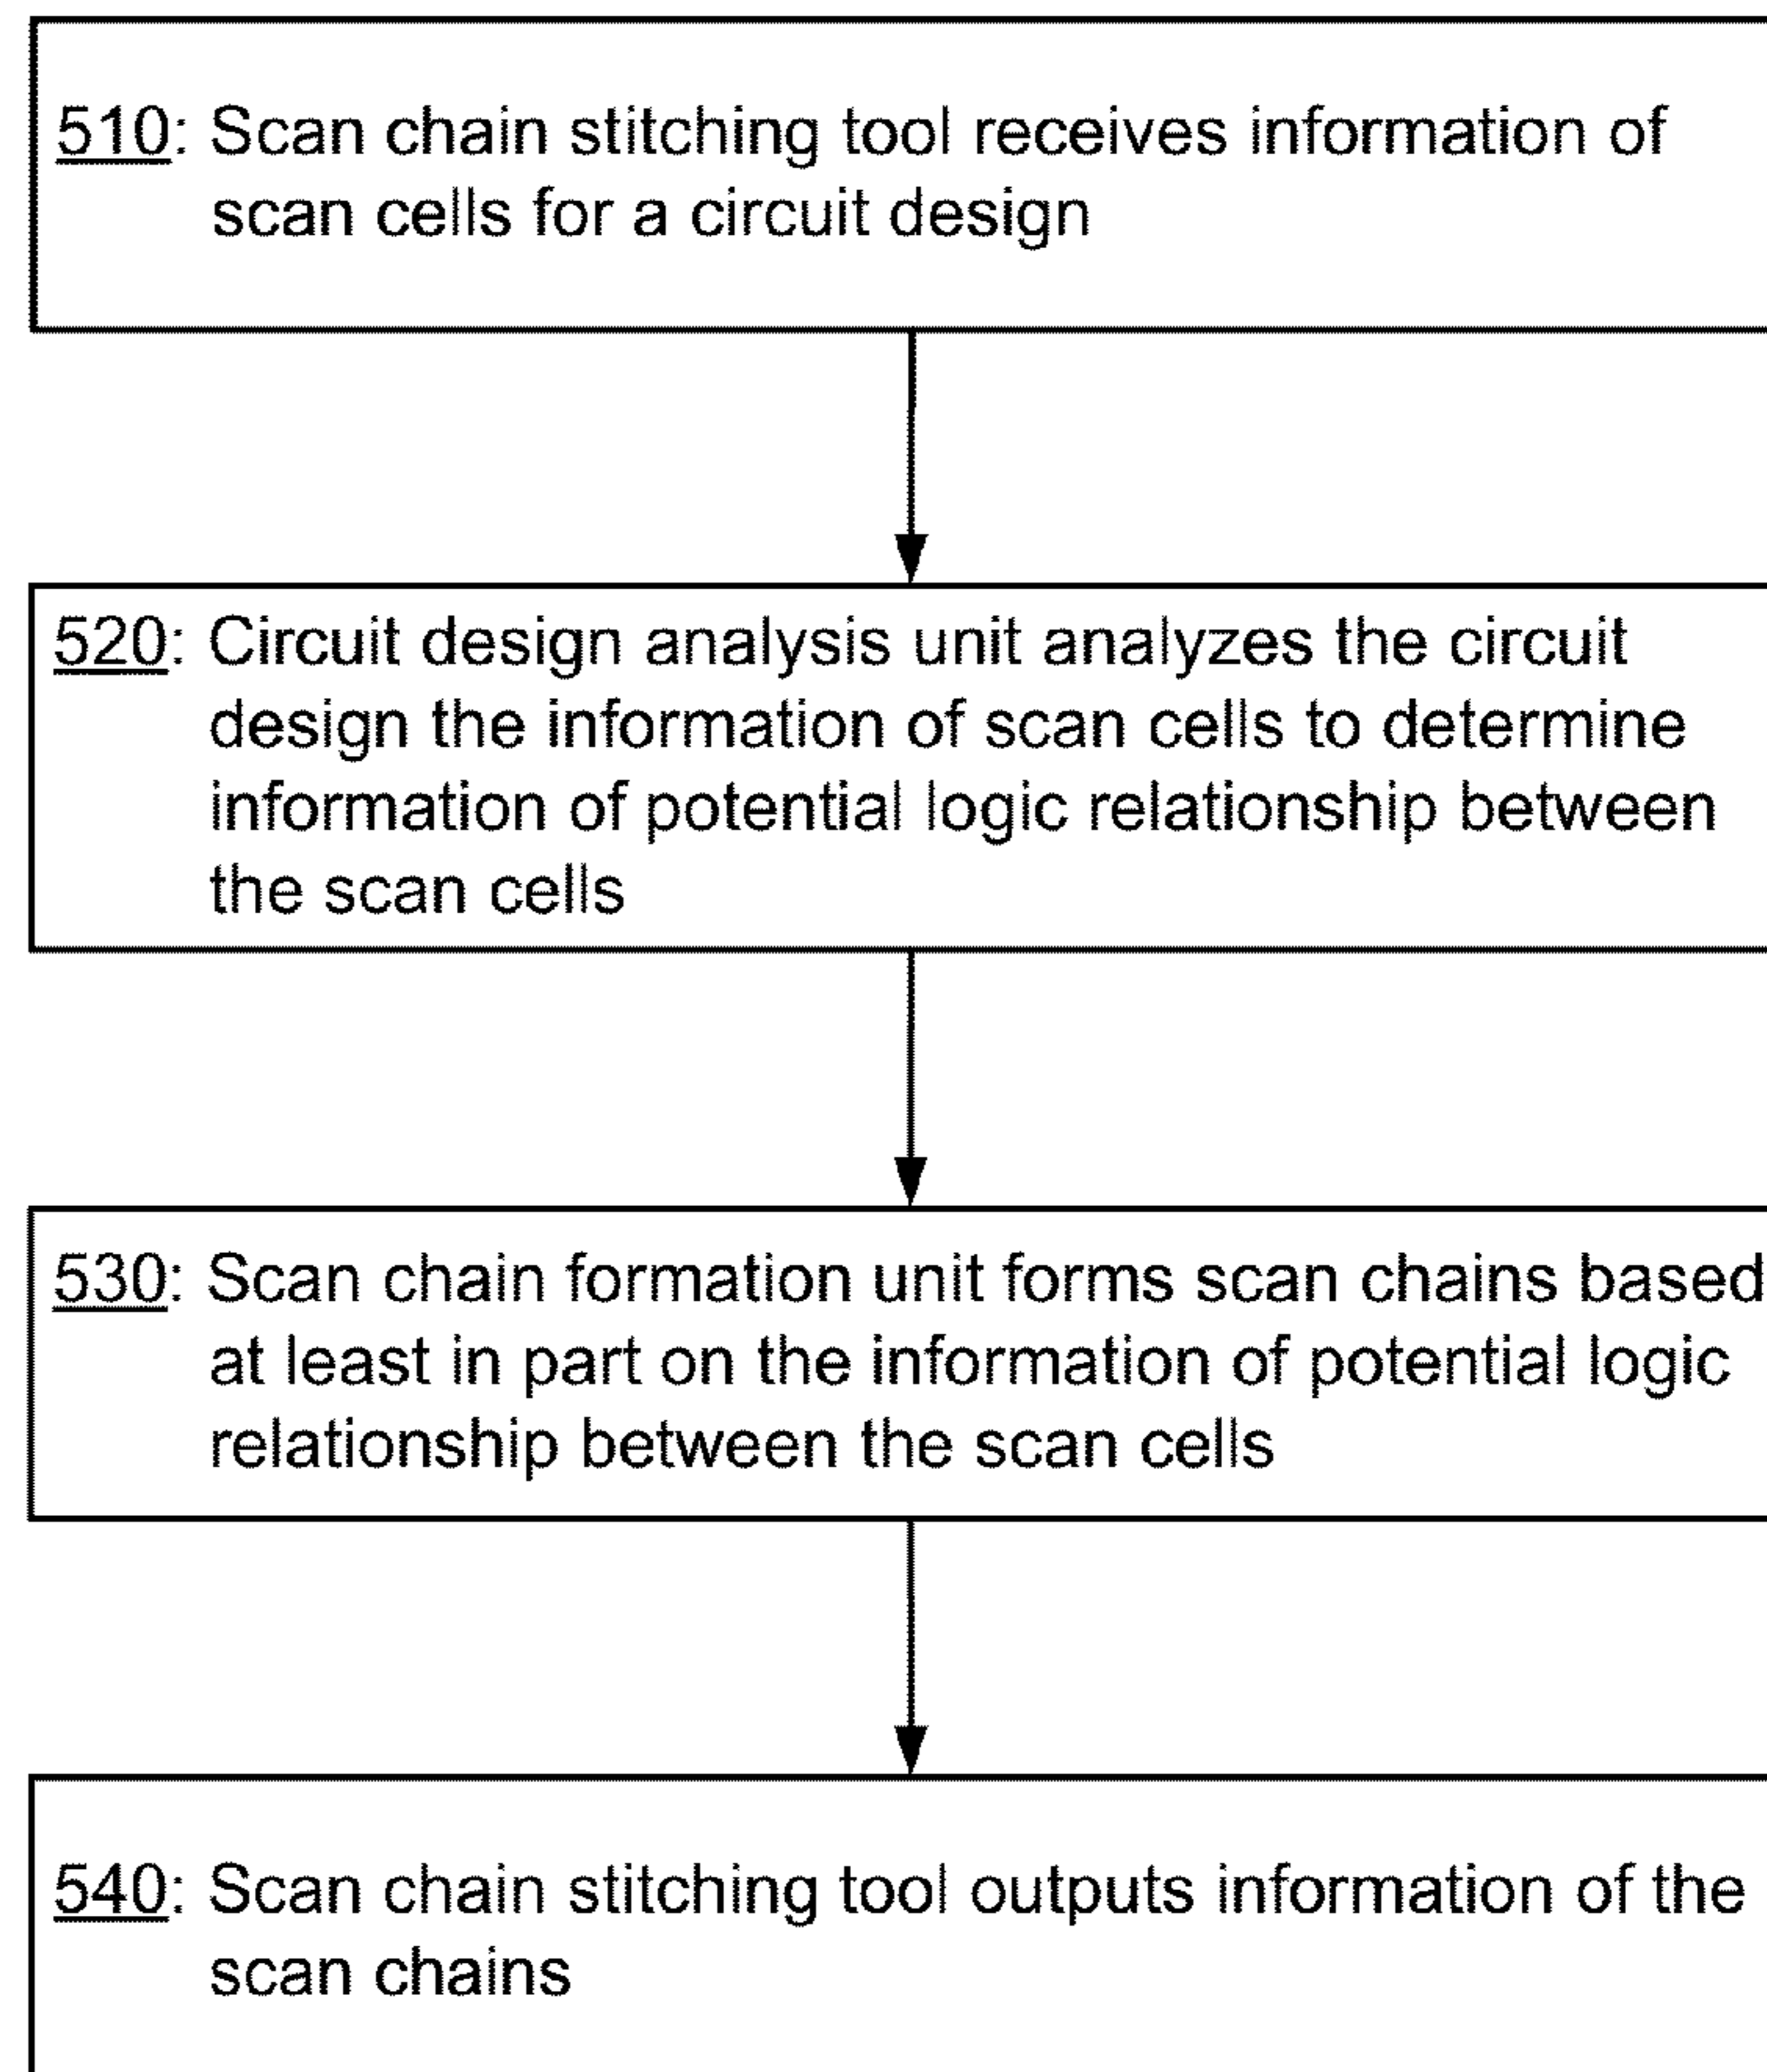 510: Scan chain stitching tool receives information of
scan cells for a circuit design
520: Circuit design analysis unit analyzes the circuit
design the information of scan cells to determine
information of potential logic relationship between
the scan cells
530: Scan chain formation unit forms scan chains based
at least in part on the information of potential logic
relationship between the scan cells
540: Scan chain stitching tool outputs information of the
scan chains